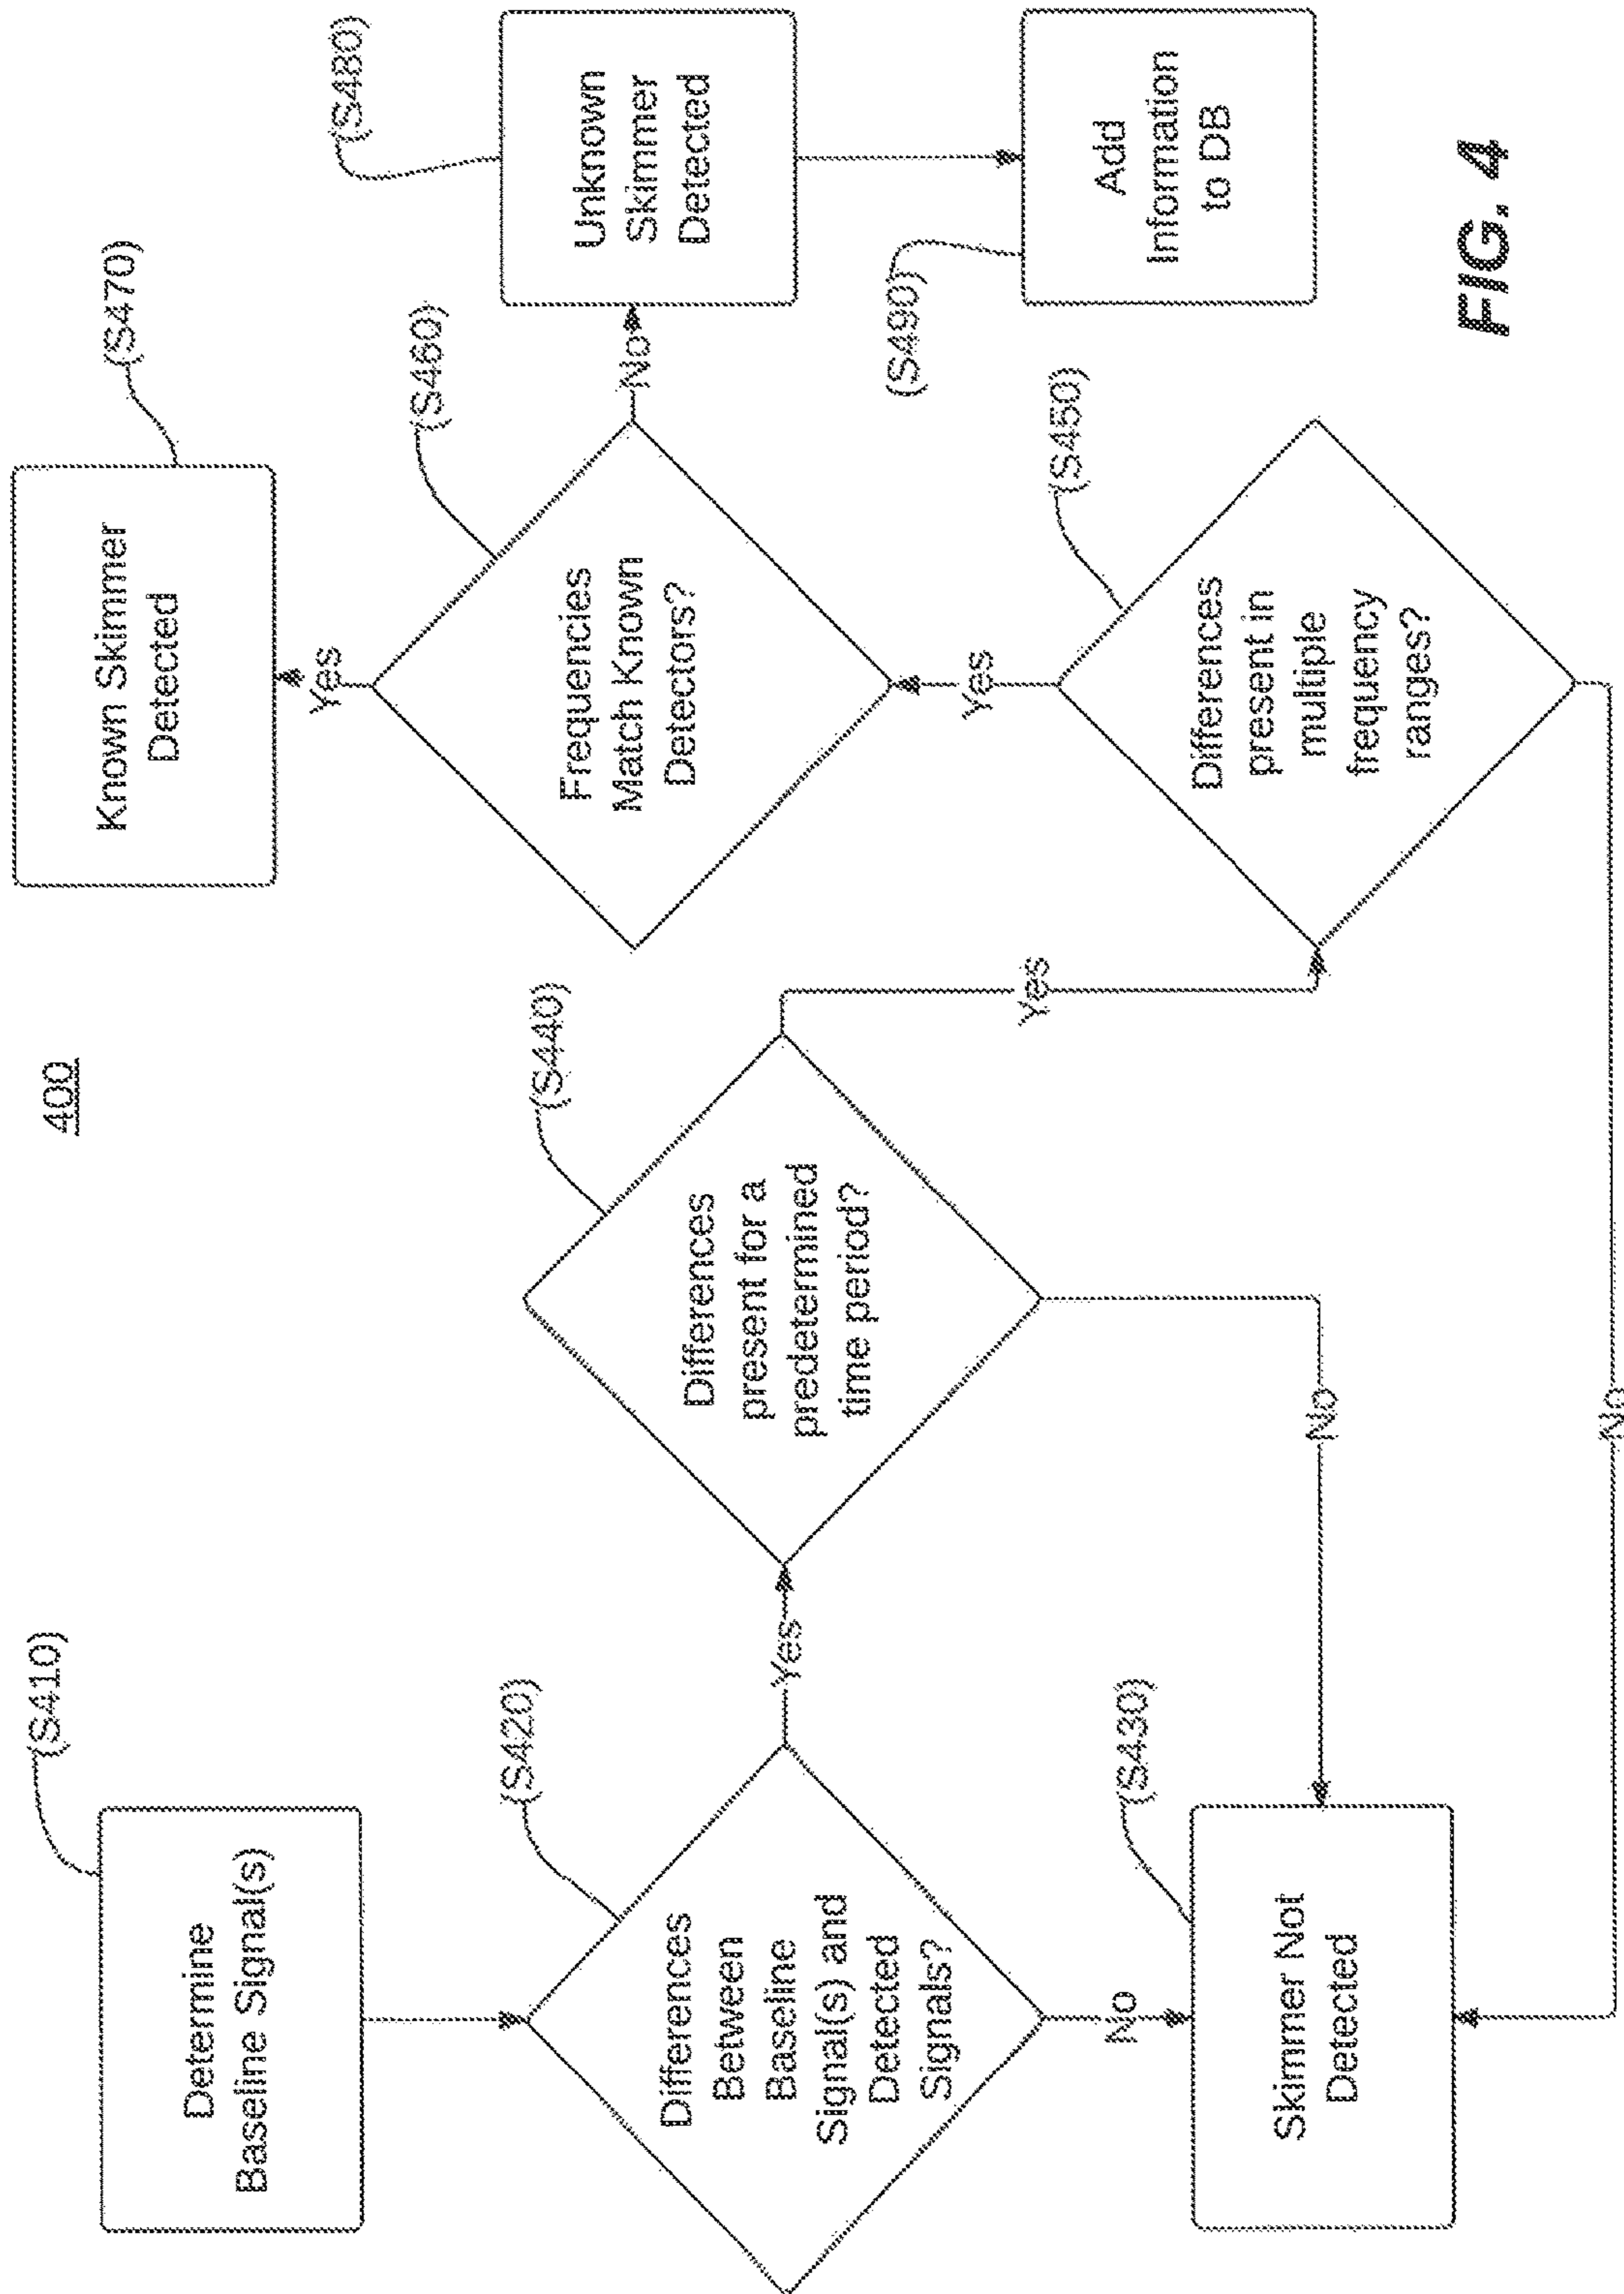 400
(S410)
Determine
Baseline Signal(s)
(S420)
Differences
Between
Baseline
Signal(s) and
Detected
Signals?
Yes
No
(S430)
Skimmer Not
Detected
(S440)
Differences
present for a
predetermined
time period?
Yes
No
(S450)
Differences
present in
multiple
frequency
ranges?
Yes
No
(S460)
Frequencies
Match Known
Detectors?
Yes
No
(S470)
Known Skimmer
Detected
(S480)
Unknown
Skimmer
Detected
(S490)
Add
Information
to DB
FIG. 4